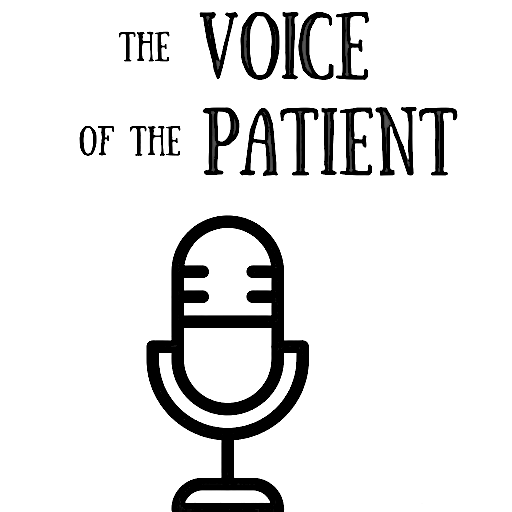 THE VOICE
OF THE PATIENT